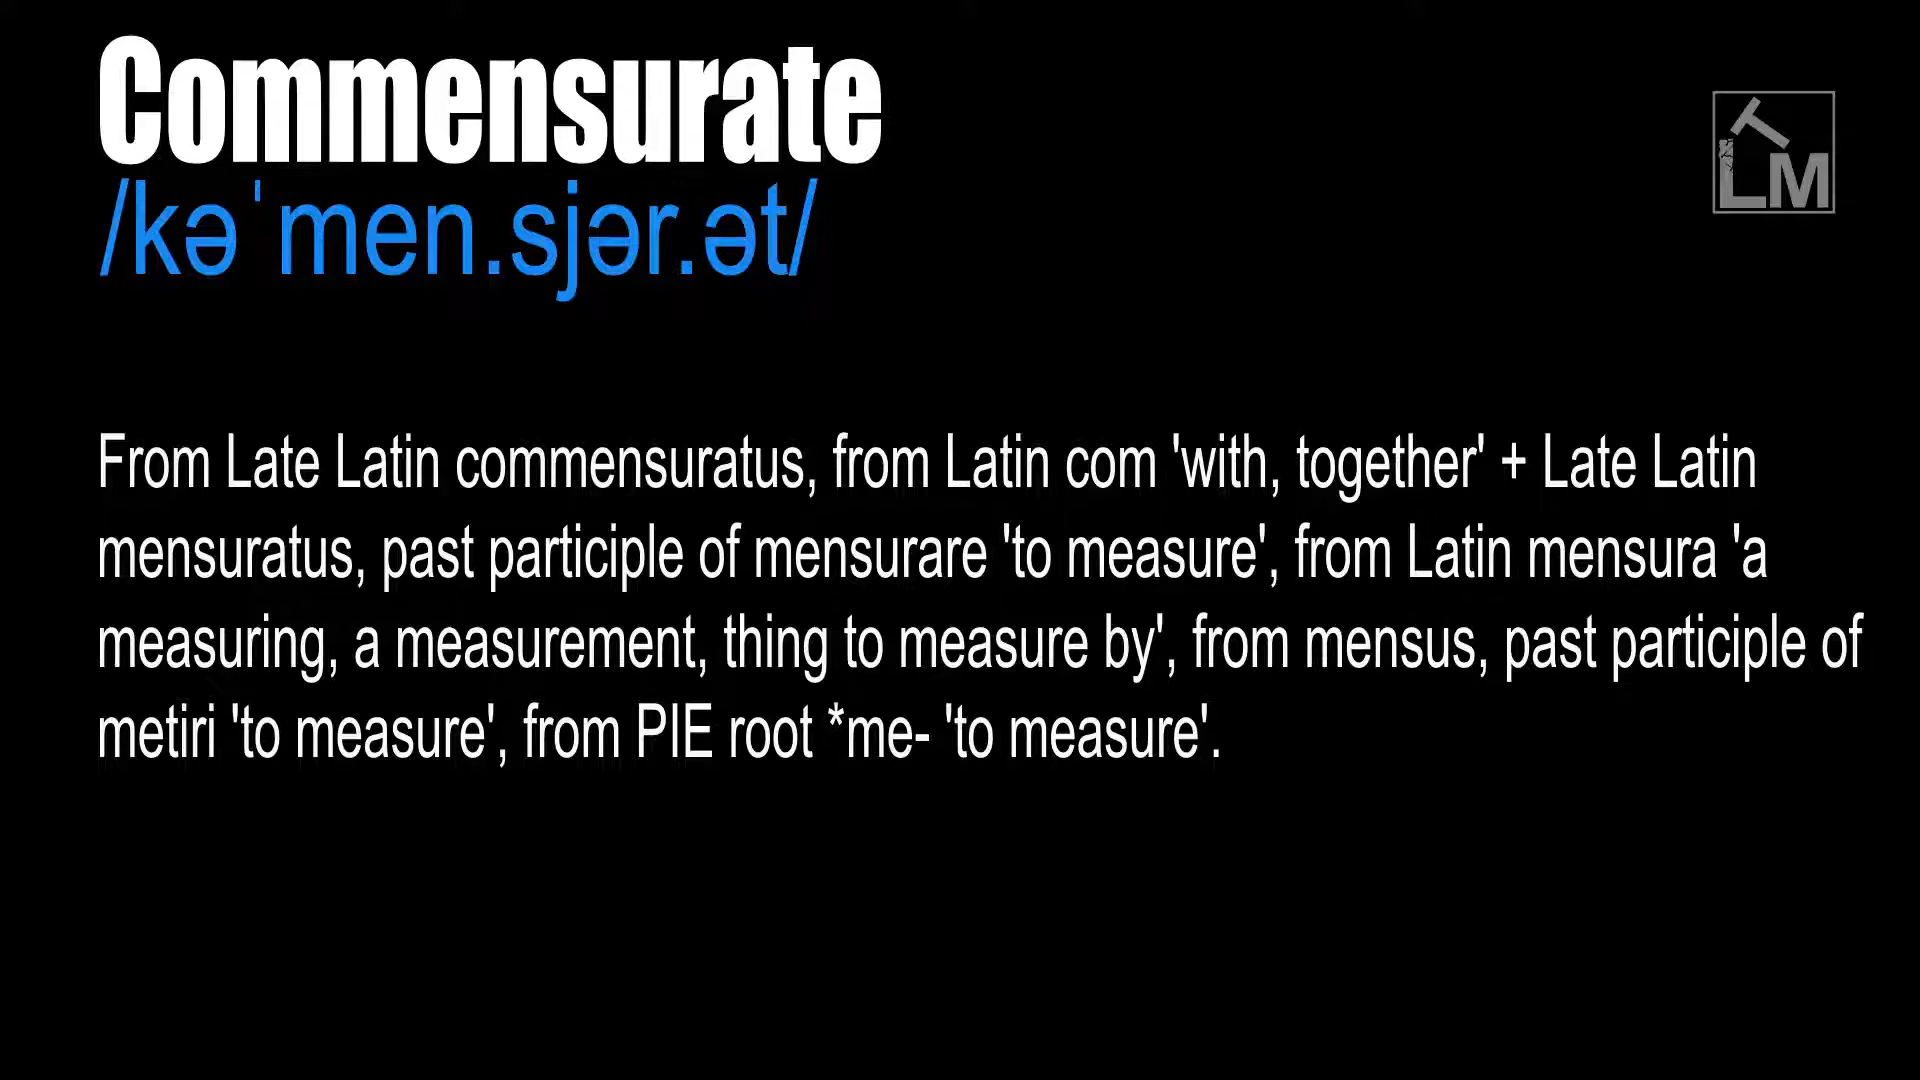 Commensurate
/kəˈmen.sjər.ət/
TLM
From Late Latin commensuratus, from Latin com 'with, together' + Late Latin
mensuratus, past participle of mensurare 'to measure', from Latin mensura 'a
measuring, a measurement, thing to measure by', from mensus, past participle of
metiri 'to measure', from PIE root *me- 'to measure'.